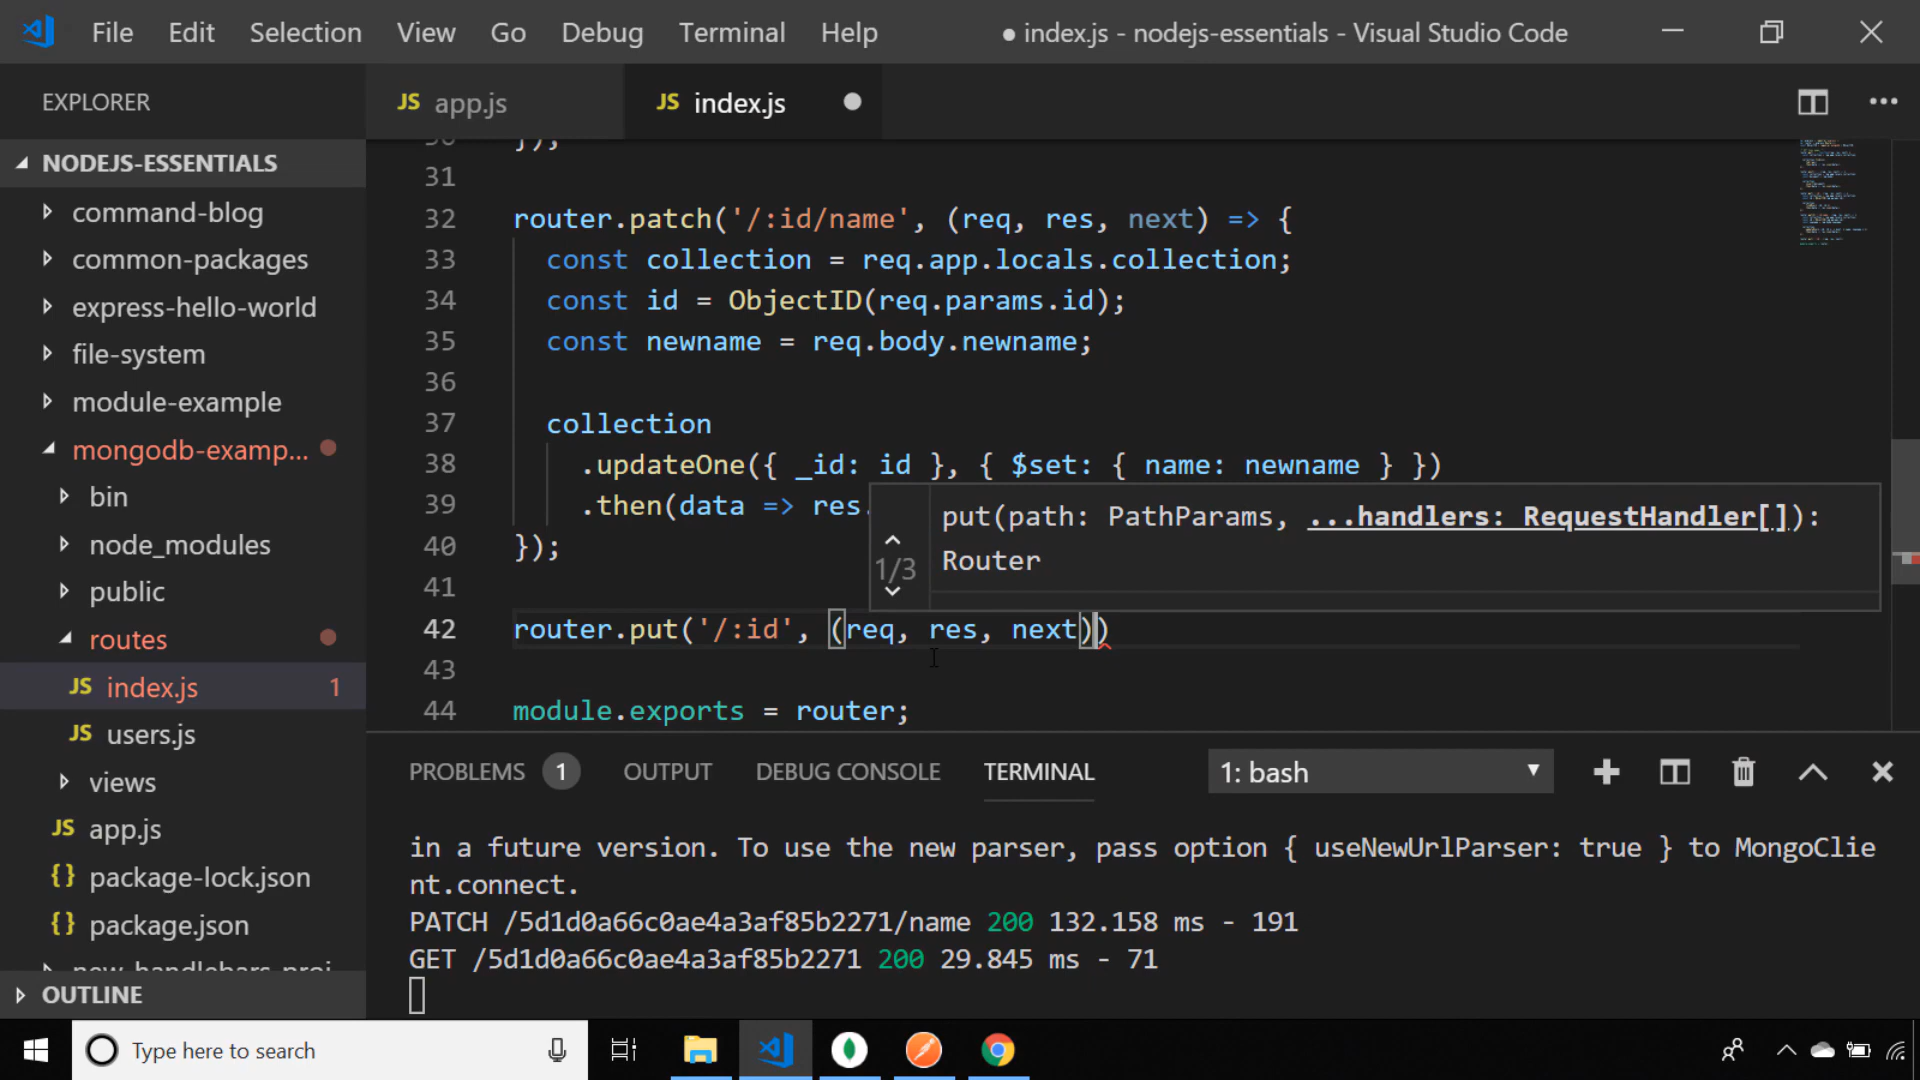 File Edit Selection View Go Debug Terminal Help ● index.js - nodejs-essentials - Visual Studio Code
EXPLORER
JS app.js
JS index.js
NODEJS-ESSENTIALS
command-blog
common-packages
express-hello-world
file-system
module-example
mongodb-examp...
bin
node_modules
public
routes
JS index.js 1
JS users.js
views
JS app.js
{} package-lock.json
{} package.json
OUTLINE
30 });
31
32 router.patch('/:id/name', (req, res, next) => {
33 const collection = req.app.locals.collection;
34 const id = ObjectID(req.params.id);
35 const newname = req.body.newname;
36
37 collection
38 .updateOne({ _id: id }, { $set: { name: newname } })
39 .then(data => res.
40 });
41
42 router.put('/:id', (req, res, next))
43
44 module.exports = router;
1/3
put(path: PathParams, ...handlers: RequestHandler[]):
Router
PROBLEMS 1 OUTPUT DEBUG CONSOLE TERMINAL 1: bash
in a future version. To use the new parser, pass option { useNewUrlParser: true } to MongoClie
nt.connect.
PATCH /5d1d0a66c0ae4a3af85b2271/name 200 132.158 ms - 191
GET /5d1d0a66c0ae4a3af85b2271 200 29.845 ms - 71
Type here to search